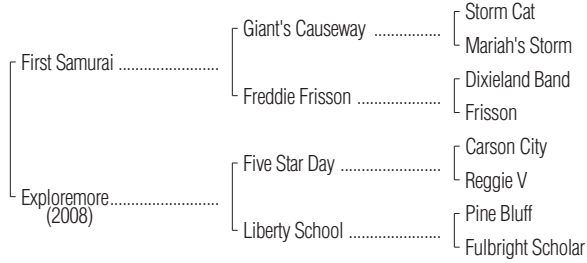 Storm Cat
Giant's Causeway ..................
Mariah's Storm
First Samurai .......................
Dixieland Band
Freddie Frisson ...................
Frisson
Carson City
Five Star Day ......................
Reggie V
Exploremore.........................
(2008)
Pine Bluff
Liberty School .....................
Fulbright Scholar